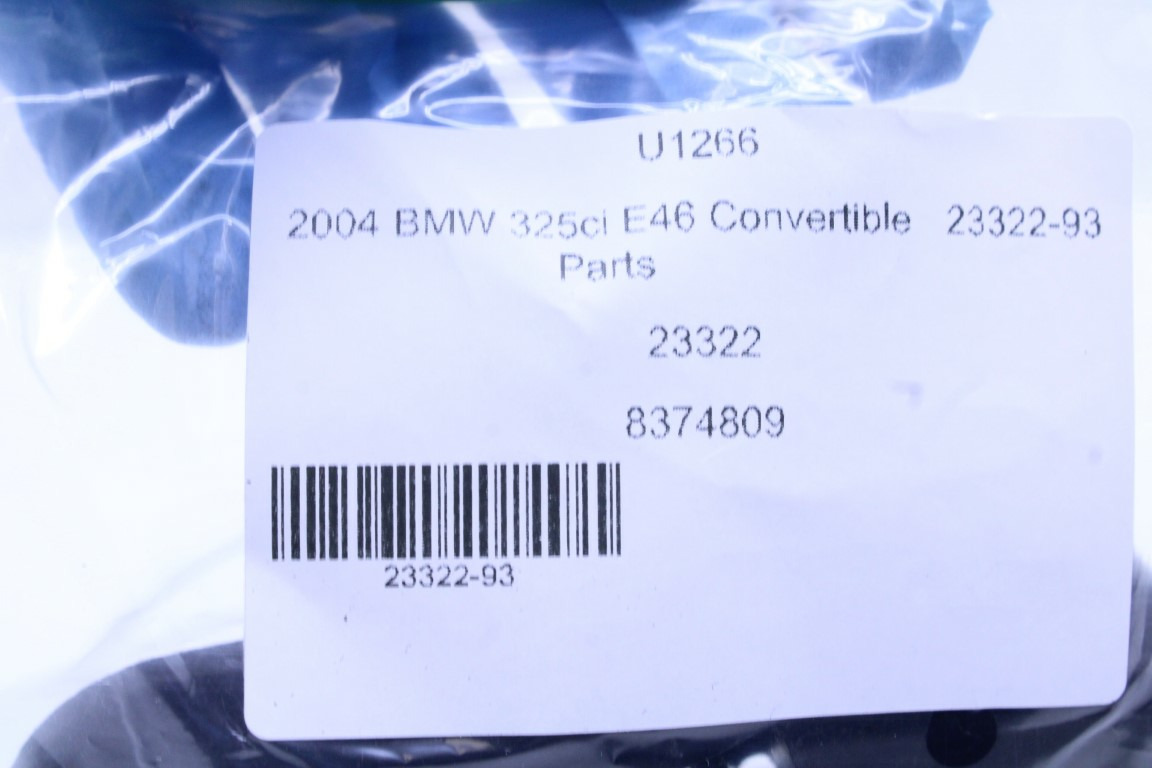 U1266
2004 BMW 325ci E46 Convertible 23322-93
Parts
23322
8374809
23322-93